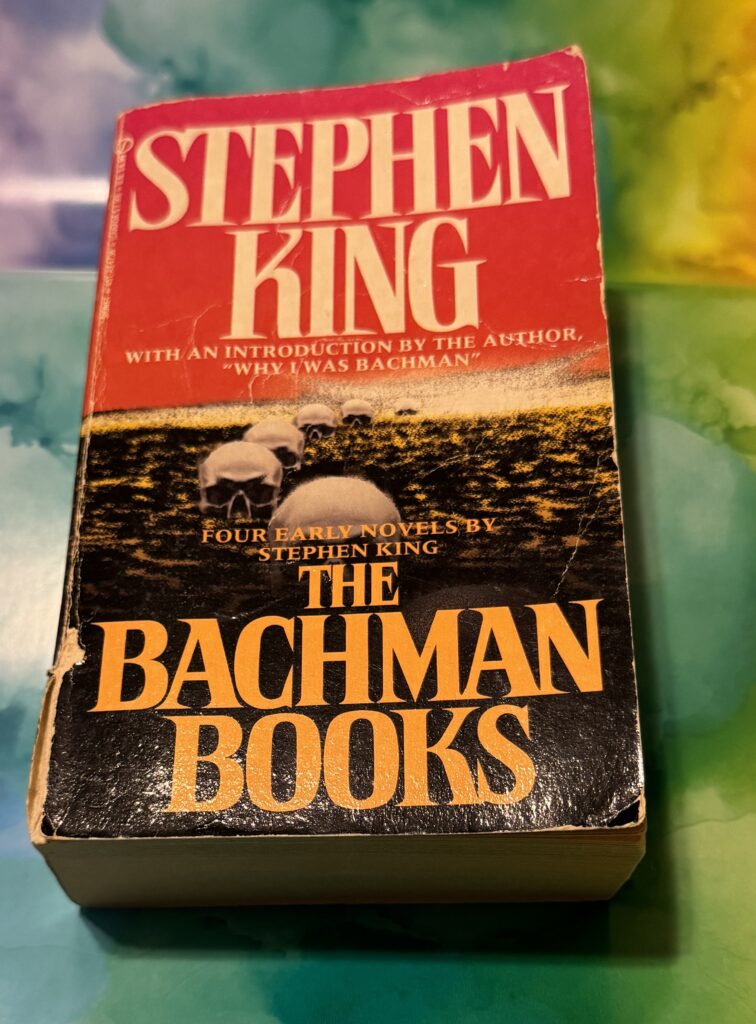 STEPHEN
KING
WITH AN INTRODUCTION BY THE AUTHOR,
"WHY I WAS BACHMAN"
FOUR EARLY NOVELS BY
STEPHEN KING
THE
BACHMAN
BOOKS